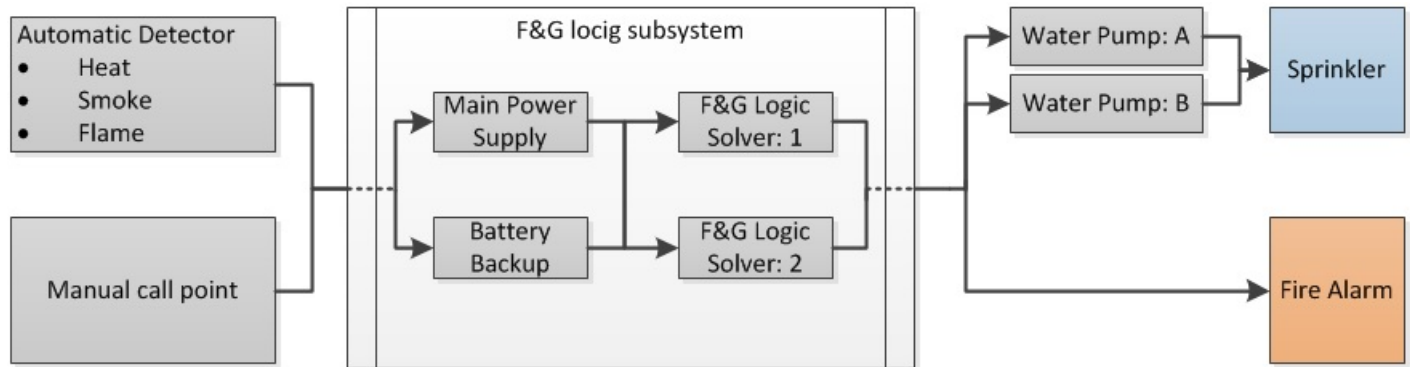 Automatic Detector
• Heat
• Smoke
• Flame
Manual call point
F&G locig subsystem
Main Power
Supply
Battery
Backup
F&G Logic
Solver: 1
F&G Logic
Solver: 2
Water Pump: A
Water Pump: B
Sprinkler
Fire Alarm